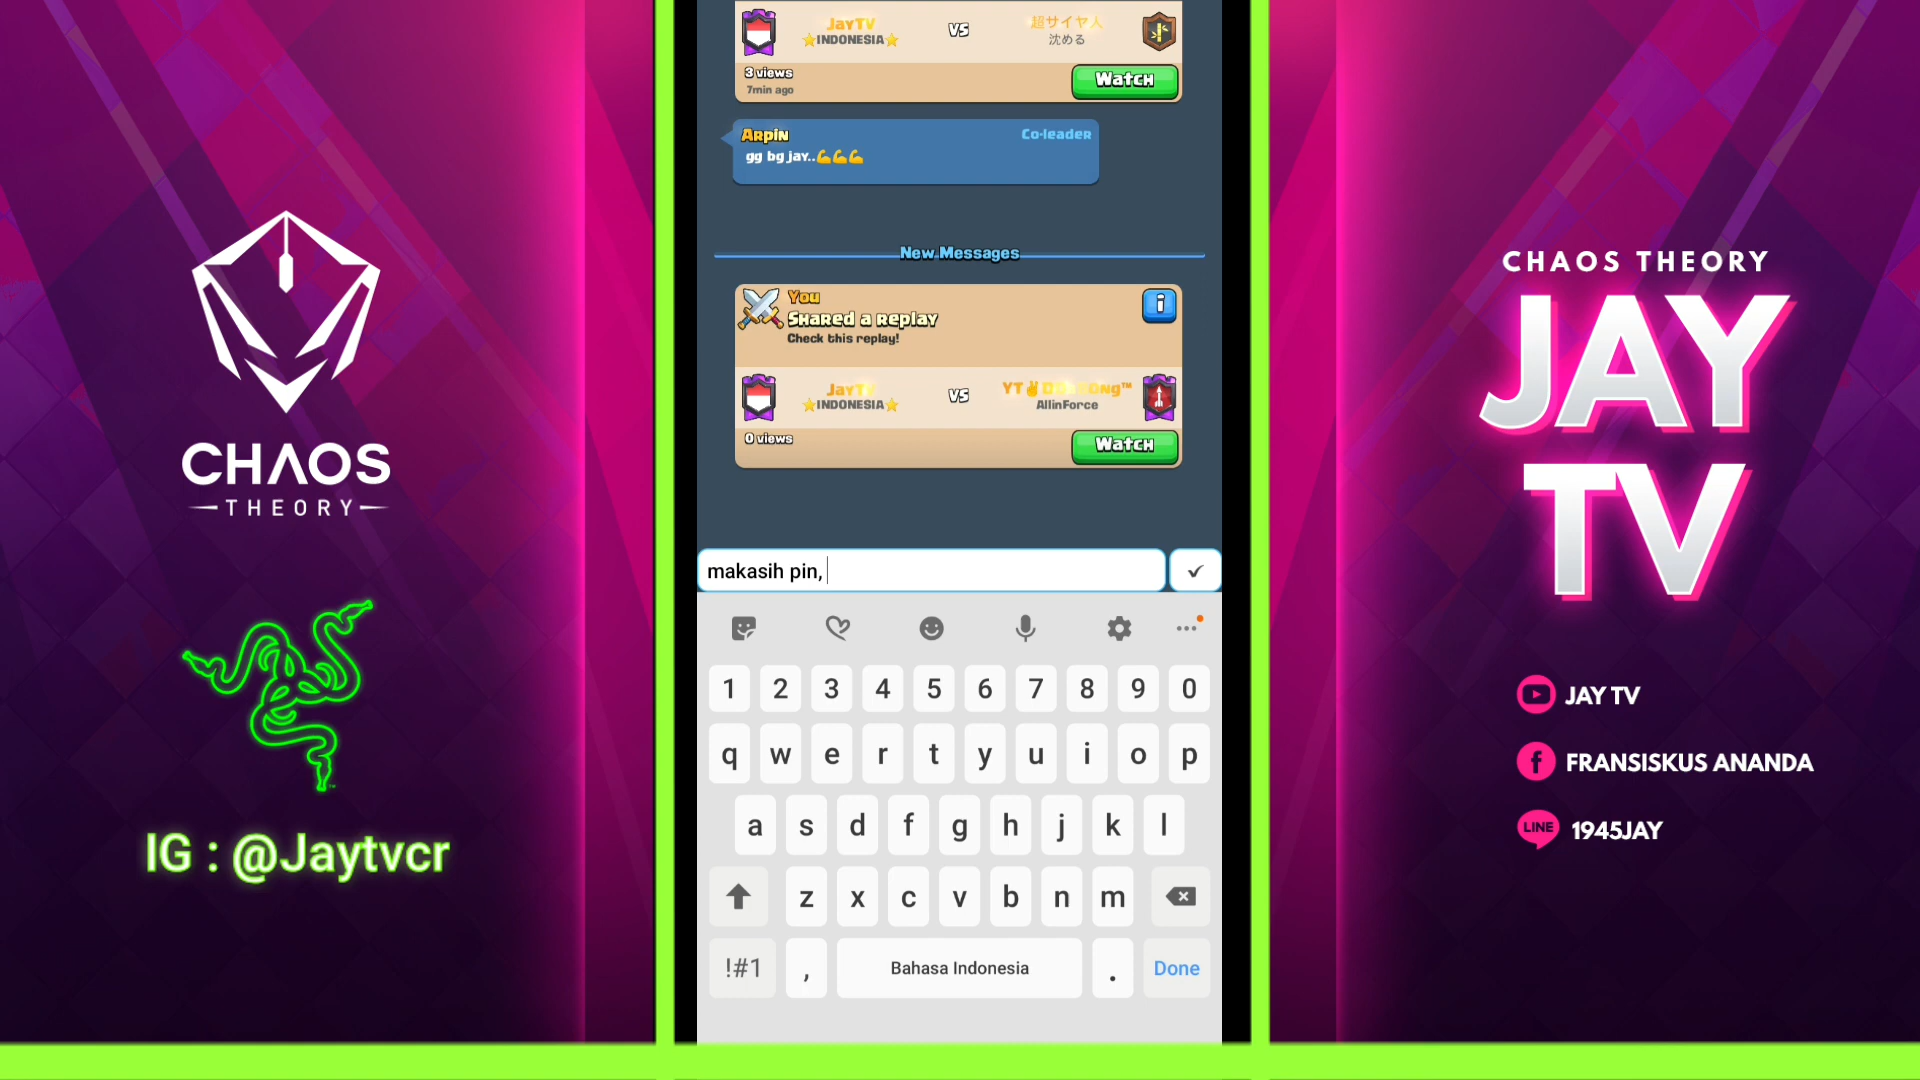 JayTV
⭐INDONESIA⭐
VS
超サイヤ人
沈める
3 views
7min ago
Watch
Arpin
Co-leader
gg bg jay..💪💪💪
New Messages
You
Shared a replay
Check this replay!
i
JayTV
⭐INDONESIA⭐
VS
AllinForce
0 views
Watch
makasih pin,
1 2 3 4 5 6 7 8 9 0
q w e r t y u i o p
a s d f g h j k l
z x c v b n m
!#1 , Bahasa Indonesia . Done
CHAOS
THEORY
IG : @Jaytvcr
CHAOS THEORY
JAY
TV
JAY TV
FRANSISKUS ANANDA
LINE 1945JAY